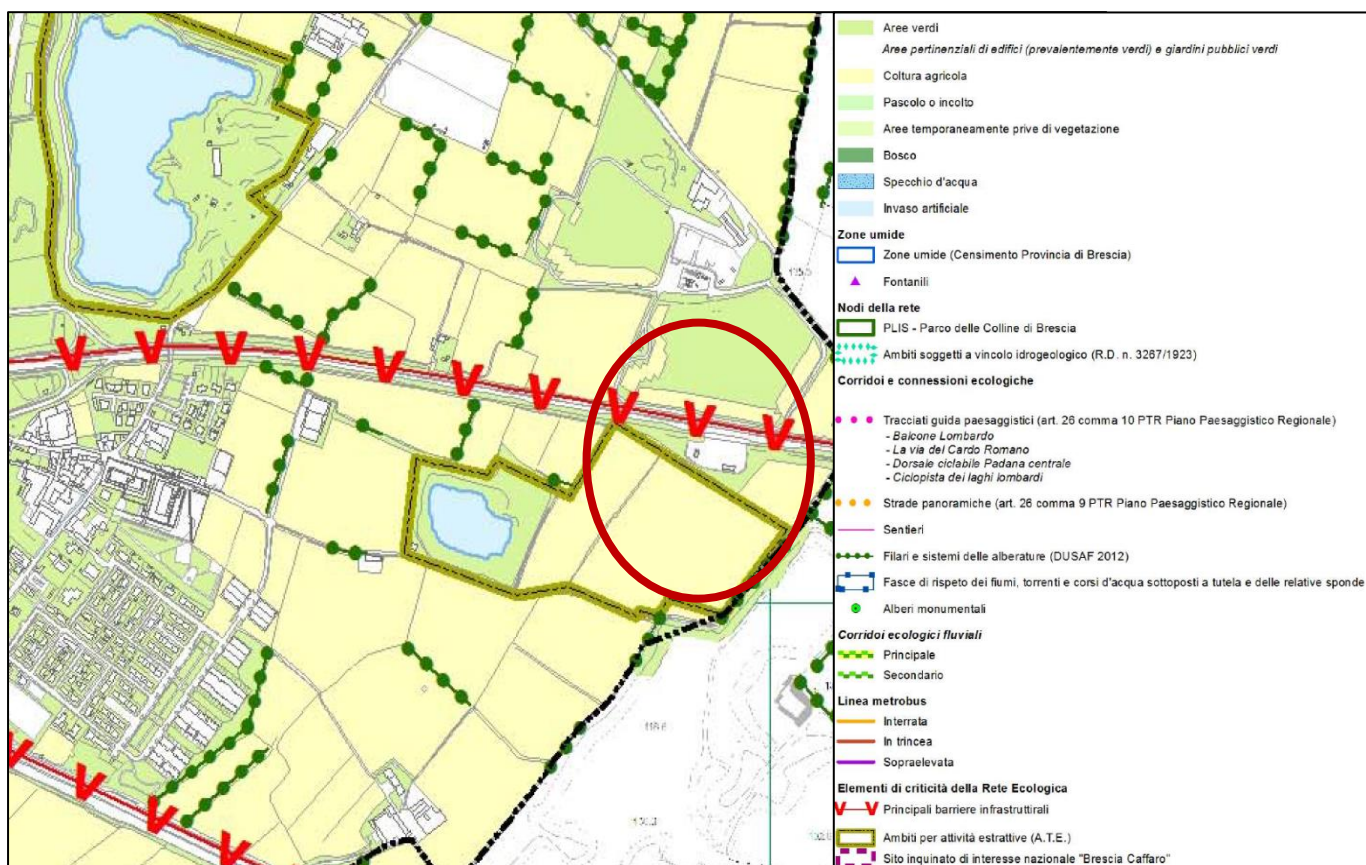 Aree verdi
Aree pertinenziali di edifici (prevalentemente verdi) e giardini pubblici verdi
Coltura agricola
Pascolo o incolto
Aree temporaneamente prive di vegetazione
Bosco
Specchio d'acqua
Invaso artificiale
Zone umide
Zone umide (Censimento Provincia di Brescia)
Fontanili
Nodi della rete
PLIS - Parco delle Colline di Brescia
Ambiti soggetti a vincolo idrogeologico (R.D. n. 3267/1923)
Corridoi e connessioni ecologiche
Tracciati guida paesaggistici (art. 26 comma 10 PTR Piano Paesaggistico Regionale)
- Balcone Lombardo
- La via del Cardo Romano
- Dorsale ciclabile Padana centrale
- Ciclopista dei laghi lombardi
Strade panoramiche (art. 26 comma 9 PTR Piano Paesaggistico Regionale)
Sentieri
Filari e sistemi delle alberature (DUSAF 2012)
Fasce di rispeto dei fiumi, torrenti e corsi d'acqua sottoposti a tutela e delle relative sponde
Alberi monumentali
Corridoi ecologici fluviali
Principale
Secondario
Linea metrobus
Interrata
In trincea
Sopraelevata
Elementi di criticità della Rete Ecologica
Principali barriere infrastrutturali
Ambiti per attività estrattive (A.T.E.)
Sito inquinato di interesse nazionale "Brescia Caffaro"